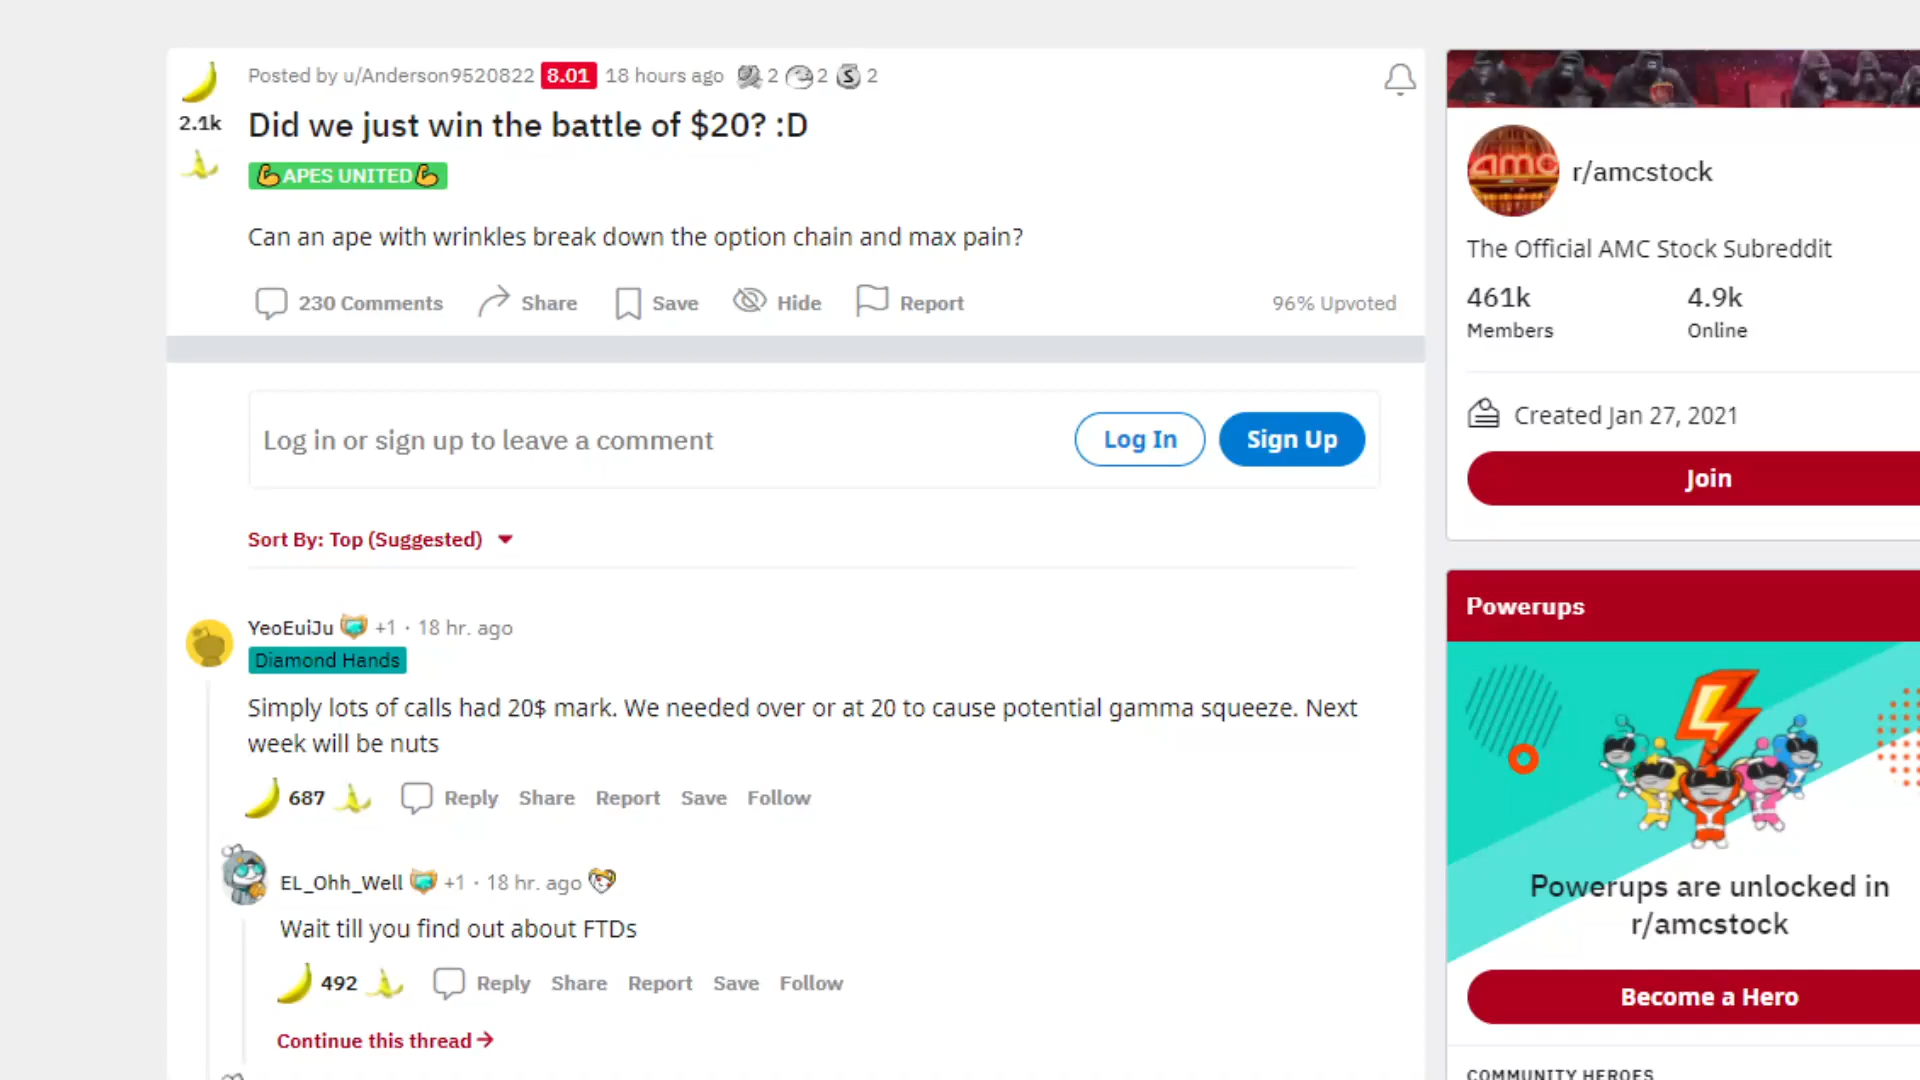 Posted by u/Anderson9520822 8.01 18 hours ago 2 2 2
2.1k
Did we just win the battle of $20? :D
💪APES UNITED💪
Can an ape with wrinkles break down the option chain and max pain?
230 Comments Share Save Hide Report 96% Upvoted
Log in or sign up to leave a comment Log In Sign Up
Sort By: Top (Suggested)
YeoEuiJu +1 · 18 hr. ago
Diamond Hands
Simply lots of calls had 20$ mark. We needed over or at 20 to cause potential gamma squeeze. Next
week will be nuts
687 Reply Share Report Save Follow
EL_Ohh_Well +1 · 18 hr. ago
Wait till you find out about FTDs
492 Reply Share Report Save Follow
Continue this thread →
amc
r/amcstock
The Official AMC Stock Subreddit
461k 4.9k
Members Online
Created Jan 27, 2021
Join
Powerups
Powerups are unlocked in
r/amcstock
Become a Hero
COMMUNITY HEROES